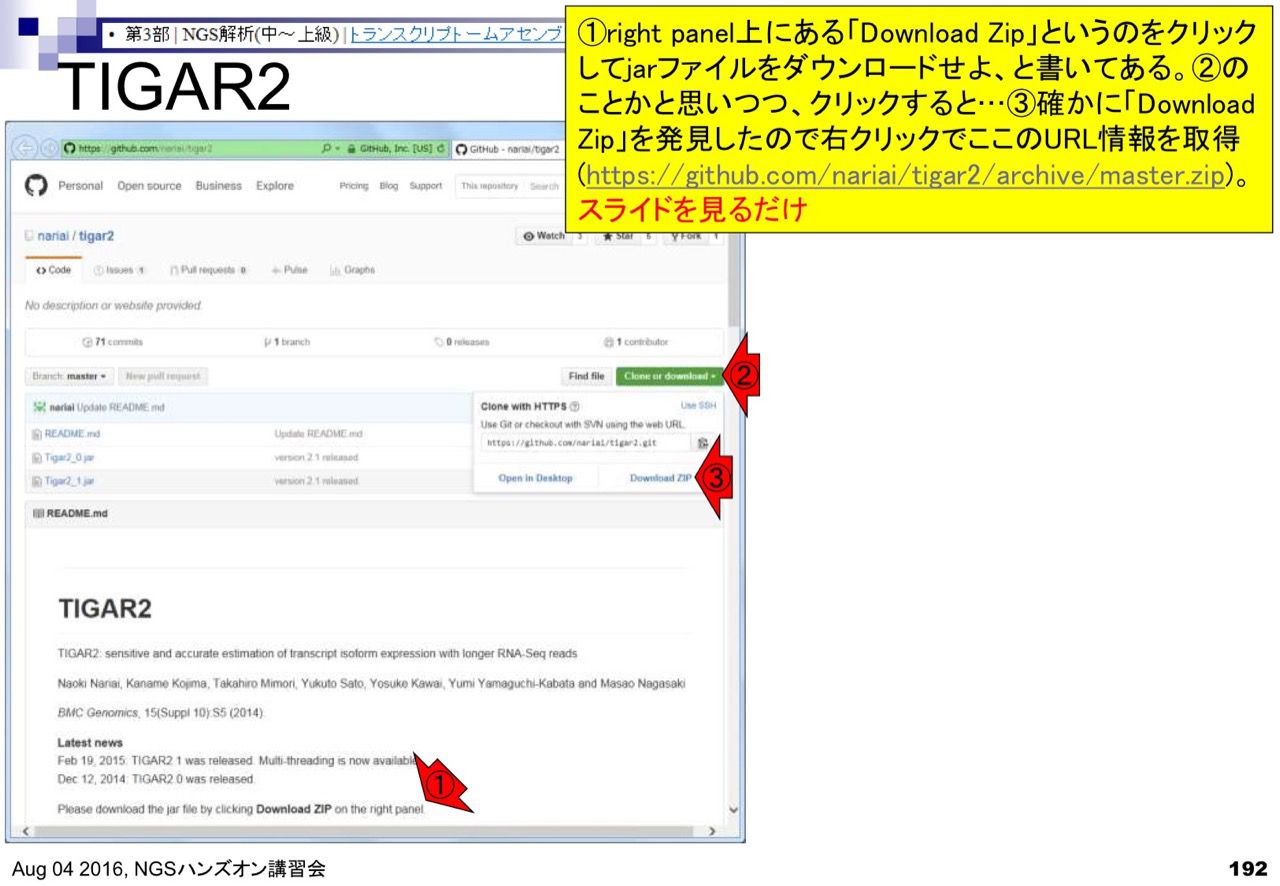 • 第3部 | NGS解析(中～上級) | トランスクリプトームアセンブ
TIGAR2
①right panel上にある「Download Zip」というのをクリック
してjarファイルをダウンロードせよ、と書いてある。②の
ことかと思いつつ、クリックすると…③確かに「Download
Zip」を発見したので右クリックでここのURL情報を取得
(https://github.com/nariai/tigar2/archive/master.zip)。
スライドを見るだけ
https://github.com/nariai/tigar2 GitHub, Inc. [US] GitHub - nariai/tigar2
Personal Open source Business Explore Pricing Blog Support This repository Search
nariai / tigar2 Watch 3 Star 6 Fork 1
Code Issues 1 Pull requests 0 Pulse Graphs
No description or website provided.
71 commits 1 branch 0 releases 1 contributor
Branch: master New pull request Find file Clone or download ②
nariai Update README.md
README.md Update README.md
Tigar2_0.jar version 2.1 released
Tigar2_1.jar version 2.1 released
Clone with HTTPS Use SSH
Use Git or checkout with SVN using the web URL.
https://github.com/nariai/tigar2.git
Open in Desktop Download ZIP ③
README.md
TIGAR2
TIGAR2: sensitive and accurate estimation of transcript isoform expression with longer RNA-Seq reads
Naoki Nariai, Kaname Kojima, Takahiro Mimori, Yukuto Sato, Yosuke Kawai, Yumi Yamaguchi-Kabata and Masao Nagasaki
BMC Genomics, 15(Suppl 10):S5 (2014).
Latest news
Feb 19, 2015: TIGAR2.1 was released. Multi-threading is now available
Dec 12, 2014: TIGAR2.0 was released.
①
Please download the jar file by clicking Download ZIP on the right panel.
Aug 04 2016, NGSハンズオン講習会
192